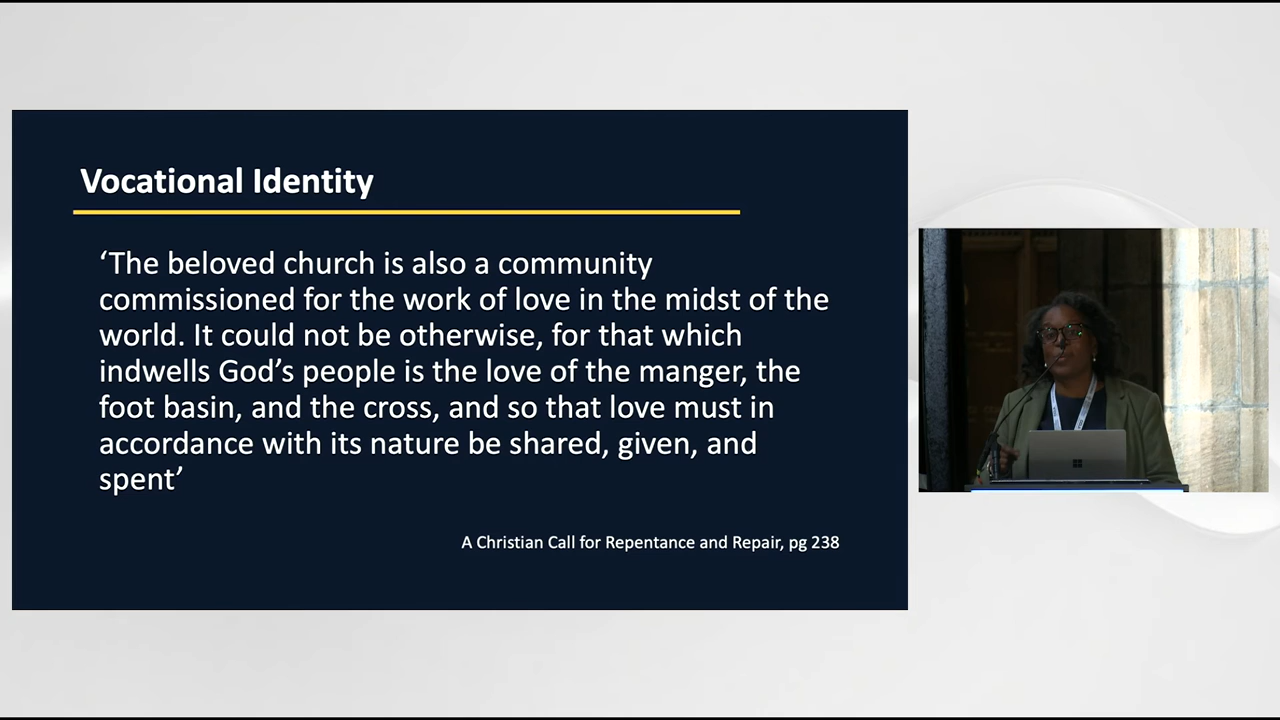 Vocational Identity
‘The beloved church is also a community
commissioned for the work of love in the midst of the
world. It could not be otherwise, for that which
indwells God’s people is the love of the manger, the
foot basin, and the cross, and so that love must in
accordance with its nature be shared, given, and
spent’
A Christian Call for Repentance and Repair, pg 238